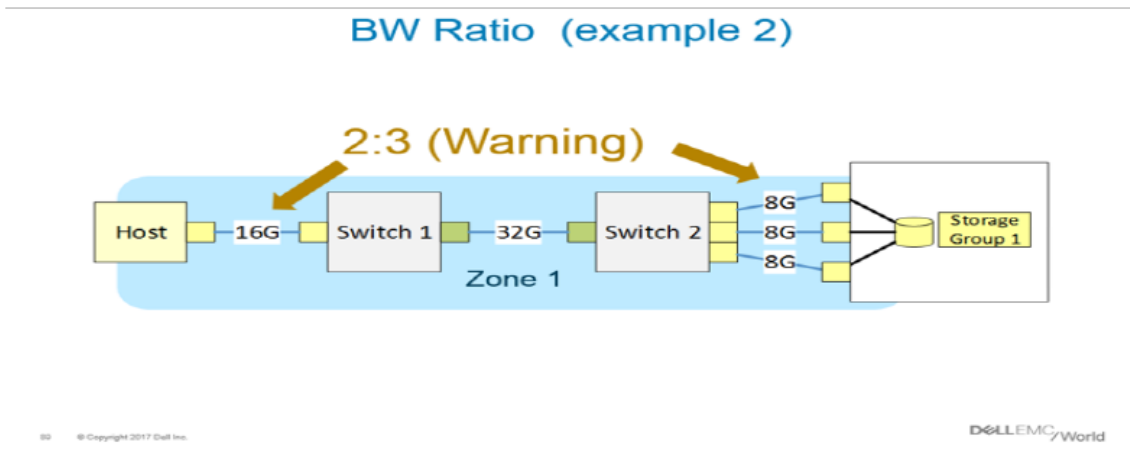 BW Ratio (example 2)
2:3 (Warning)
Host
16G
Switch 1
32G
Switch 2
8G
8G
8G
Storage
Group 1
Zone 1
© Copyright 2017 Dell Inc.
DELLEMC/World